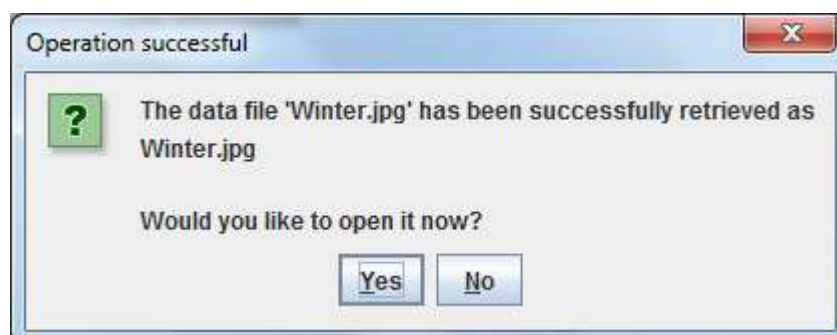 Operation successful
The data file 'Winter.jpg' has been successfully retrieved as
Winter.jpg
Would you like to open it now?
Yes No